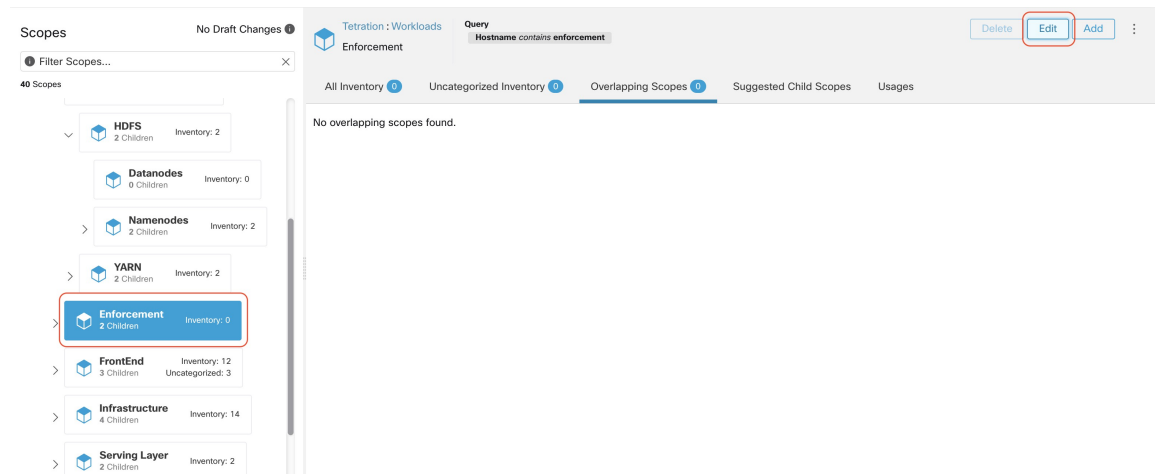 Scopes
No Draft Changes
Filter Scopes...
40 Scopes
HDFS
2 Children
Inventory: 2
Datanodes
0 Children
Inventory: 0
Namenodes
2 Children
Inventory: 2
YARN
2 Children
Inventory: 2
Enforcement
2 Children
Inventory: 0
FrontEnd
3 Children
Inventory: 12
Uncategorized: 3
Infrastructure
4 Children
Inventory: 14
Serving Layer
2 Children
Inventory: 2
Tetration : Workloads
Enforcement
Query
Hostname contains enforcement
Delete
Edit
Add
All Inventory 0
Uncategorized Inventory 0
Overlapping Scopes 0
Suggested Child Scopes
Usages
No overlapping scopes found.